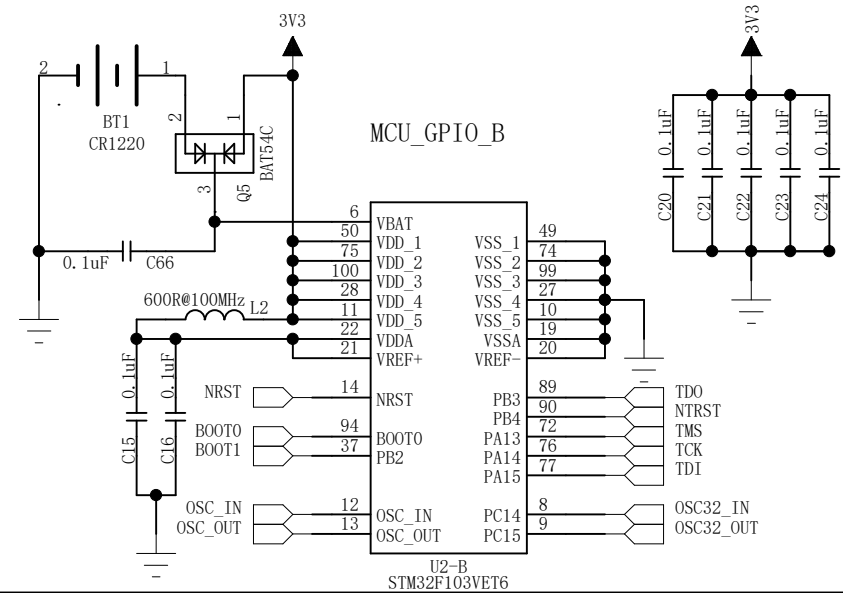 3V3
3V3
2
1
BT1
CR1220
2
1
BAT54C
3
Q5
MCU_GPIO_B
0.1uF
0.1uF
0.1uF
0.1uF
0.1uF
C20
C21
C22
C23
C24
0.1uF
C66
600R@100MHz
L2
6
VBAT
50
VDD_1
VSS_1
49
75
VDD_2
VSS_2
74
100
VDD_3
VSS_3
99
28
VDD_4
VSS_4
27
11
VDD_5
VSS_5
10
22
VDDA
VSSA
19
21
VREF+
VREF-
20
0.1uF
0.1uF
C15
C16
NRST
14
NRST
PB3
89
TDO
PB4
90
NTRST
BOOT0
94
BOOT0
PA13
72
TMS
BOOT1
37
PB2
PA14
76
TCK
PA15
77
TDI
OSC_IN
12
OSC_IN
PC14
8
OSC32_IN
OSC_OUT
13
OSC_OUT
PC15
9
OSC32_OUT
U2-B
STM32F103VET6